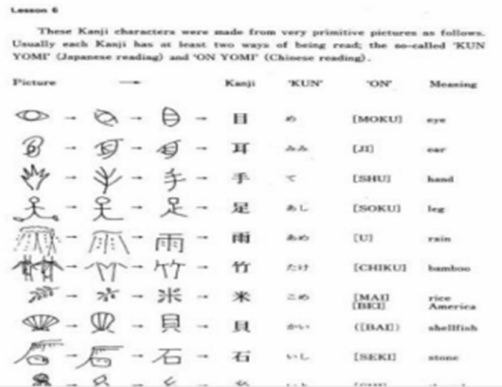 Lesson 6
These Kanji characters were made from very primitive pictures as follows.
Usually each Kanji has at least two ways of being read; the so-called 'KUN
YOMI' (Japanese reading) and 'ON YOMI' (Chinese reading).
Picture → Kanji 'KUN' 'ON' Meaning
→ → → 目 め [MOKU] eye
→ → → 耳 みみ [JI] ear
→ → → 手 て [SHU] hand
→ → → 足 あし [SOKU] leg
→ → → 雨 あめ [U] rain
→ → → 竹 たけ [CHIKU] bamboo
→ → → 米 こめ [MAI] rice
[BEI] America
→ → → 貝 かい ([BAI]) shellfish
→ → → 石 いし [SEKI] stone